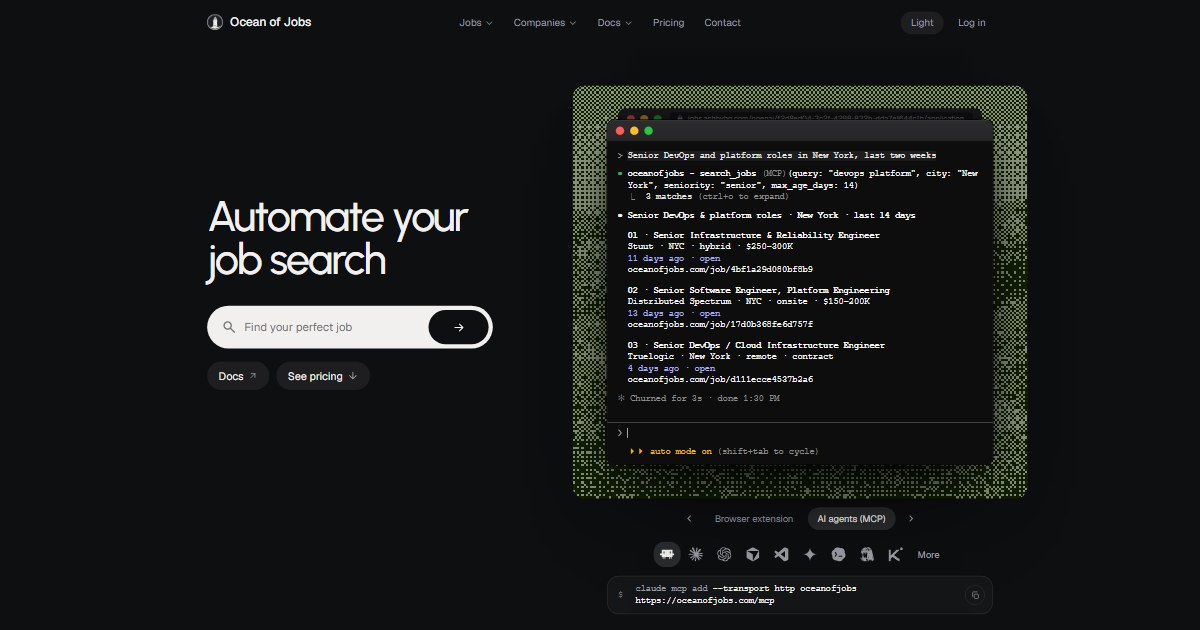 Ocean of Jobs
Jobs
Companies
Docs
Pricing
Contact
Light
Log in
Automate your
job search
Find your perfect job
Docs
See pricing
> Senior DevOps and platform roles in New York, last two weeks
oceanofjobs - search_jobs (MCP)(query: "devops platform", city: "New
York", seniority: "senior", max_age_days: 14)
3 matches (ctrl+o to expand)
Senior DevOps & platform roles · New York · last 14 days
01 · Senior Infrastructure & Reliability Engineer
Stuut · NYC · hybrid · $250–300K
11 days ago · open
oceanofjobs.com/job/4bf1a29d080bf8b9
02 · Senior Software Engineer, Platform Engineering
Distributed Spectrum · NYC · onsite · $150–200K
13 days ago · open
oceanofjobs.com/job/17d0b368fe6d757f
03 · Senior DevOps / Cloud Infrastructure Engineer
Truelogic · New York · remote · contract
4 days ago · open
oceanofjobs.com/job/d111ecce4537b2a6
Churned for 3s · done 1:30 PM
auto mode on (shift+tab to cycle)
Browser extension
AI agents (MCP)
More
$ claude mcp add --transport http oceanofjobs
https://oceanofjobs.com/mcp